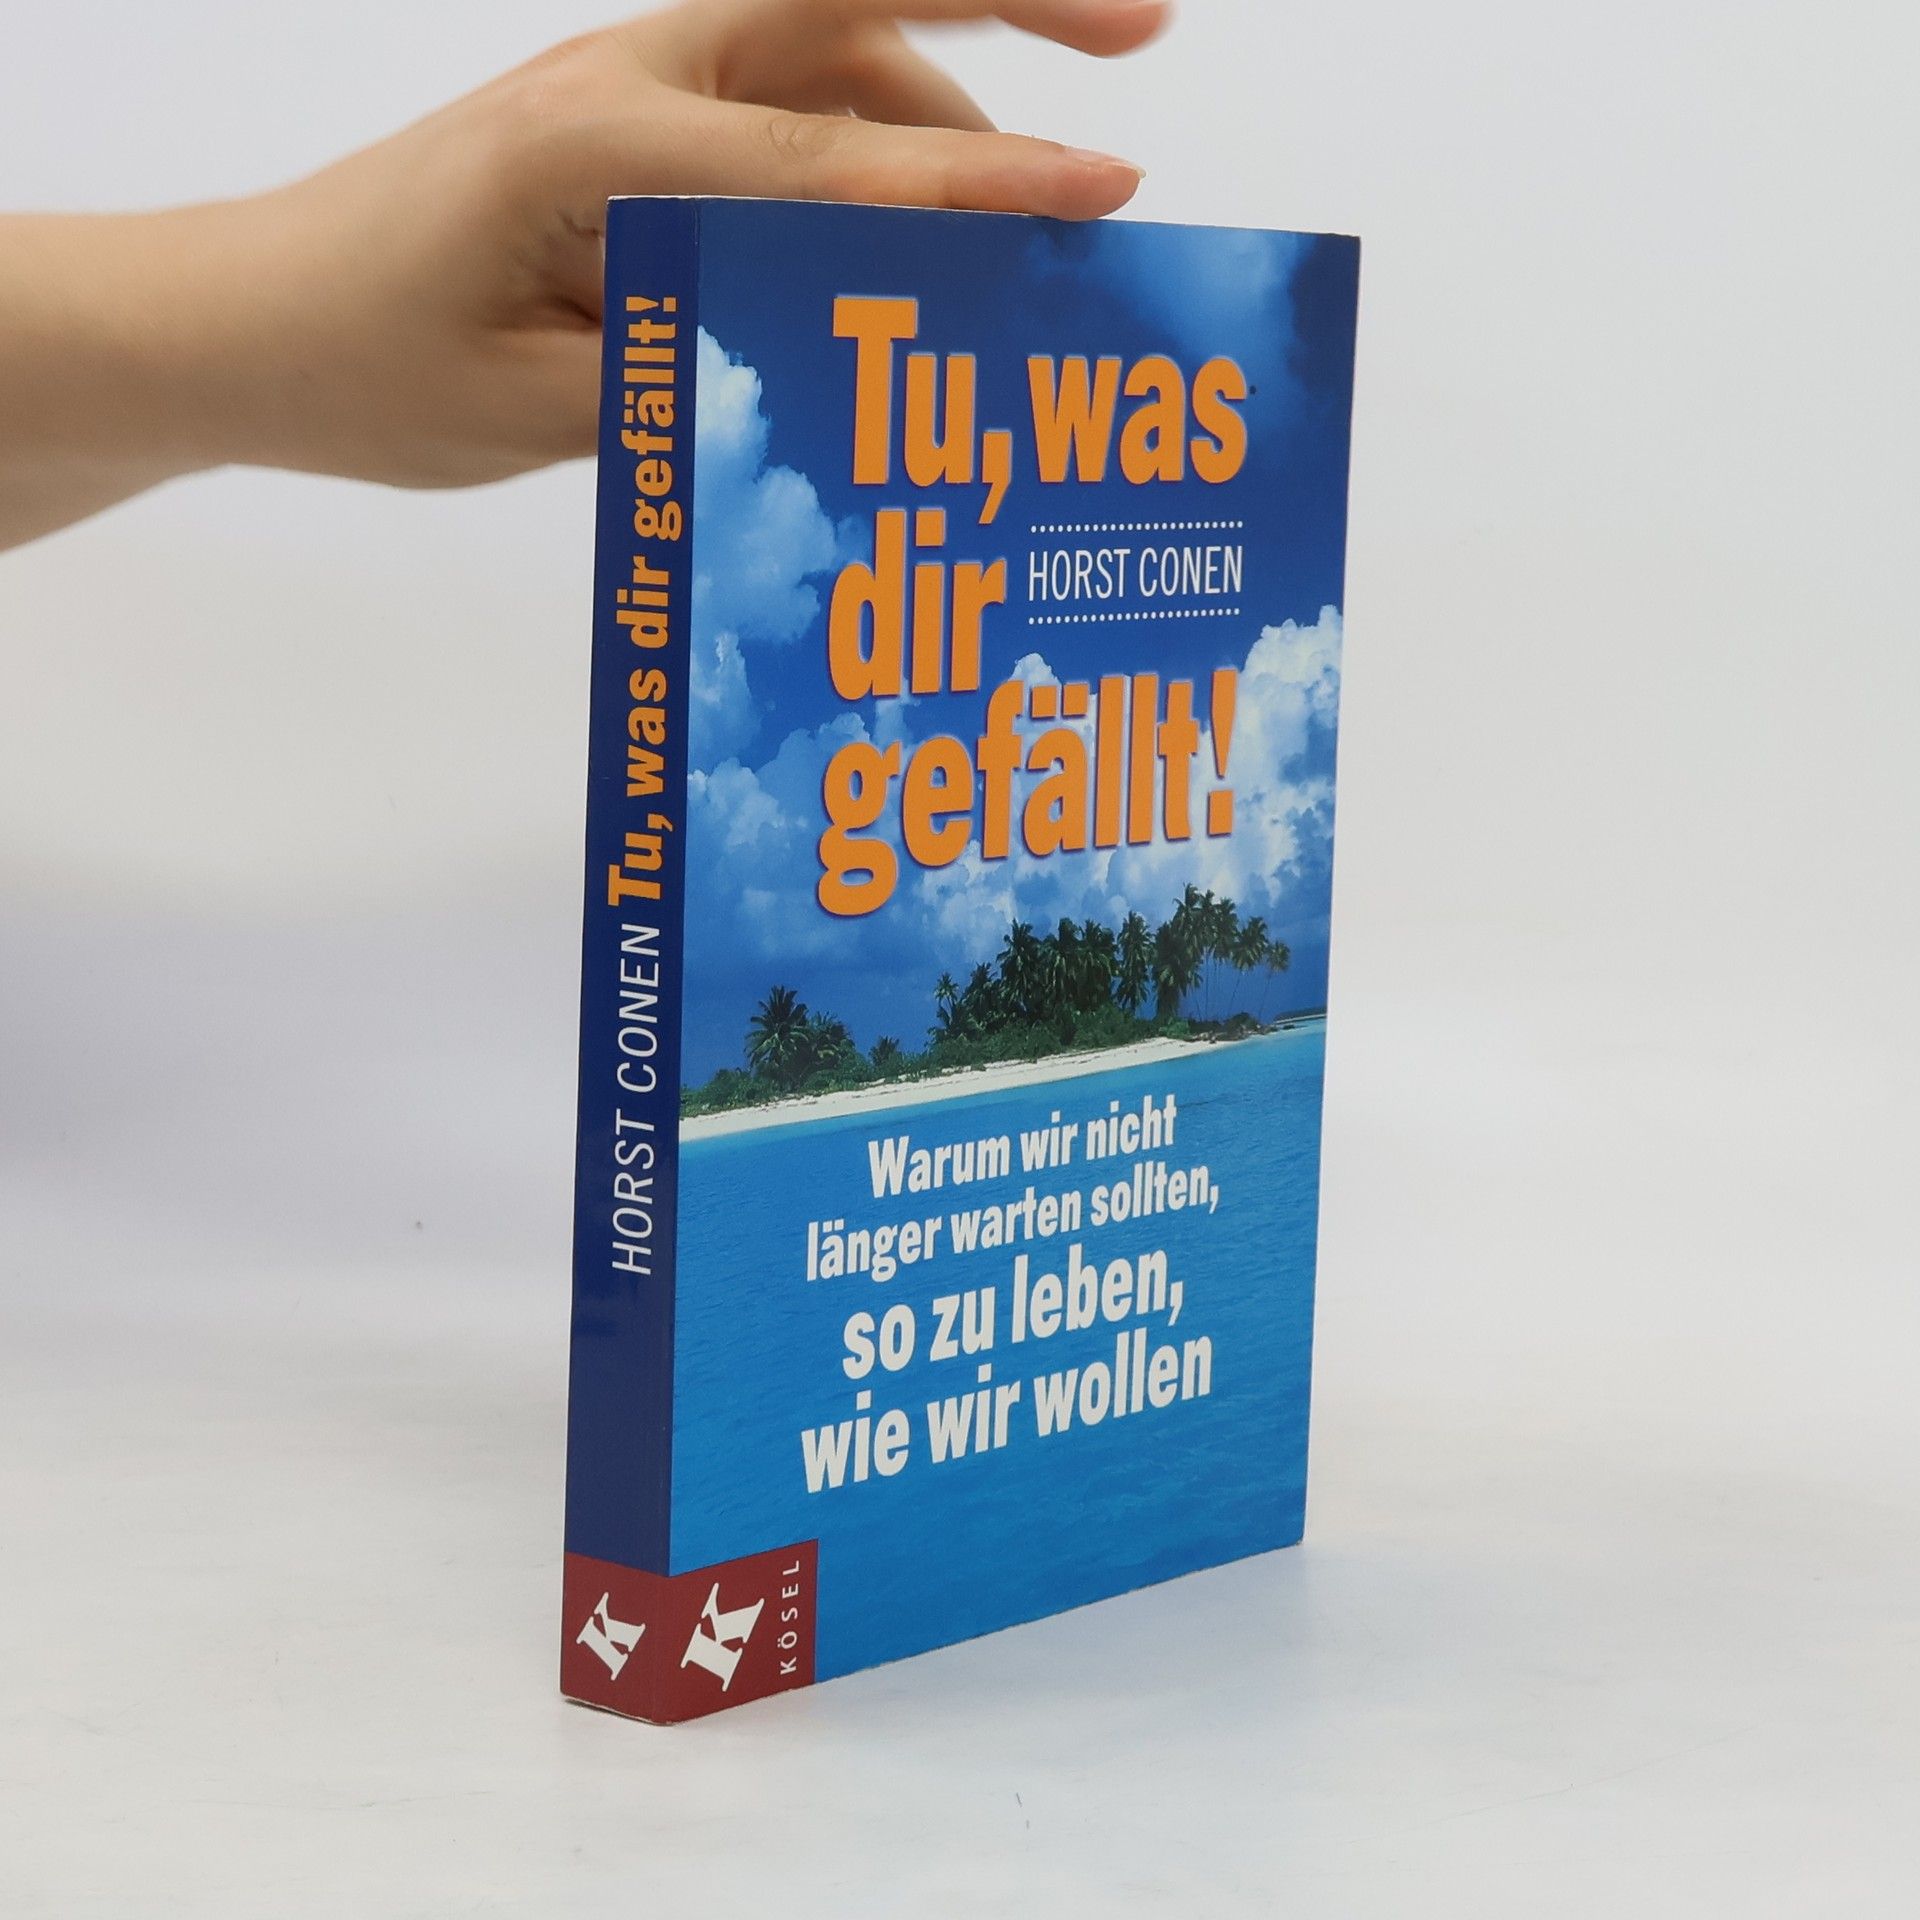 HORST CONEN Tu, was dir gefällt!
K
Tu, was
dir
HORST CONEN
gefällt!
Warum wir nicht
länger warten sollten,
so zu leben,
wie wir wollen
K
KÖSEL